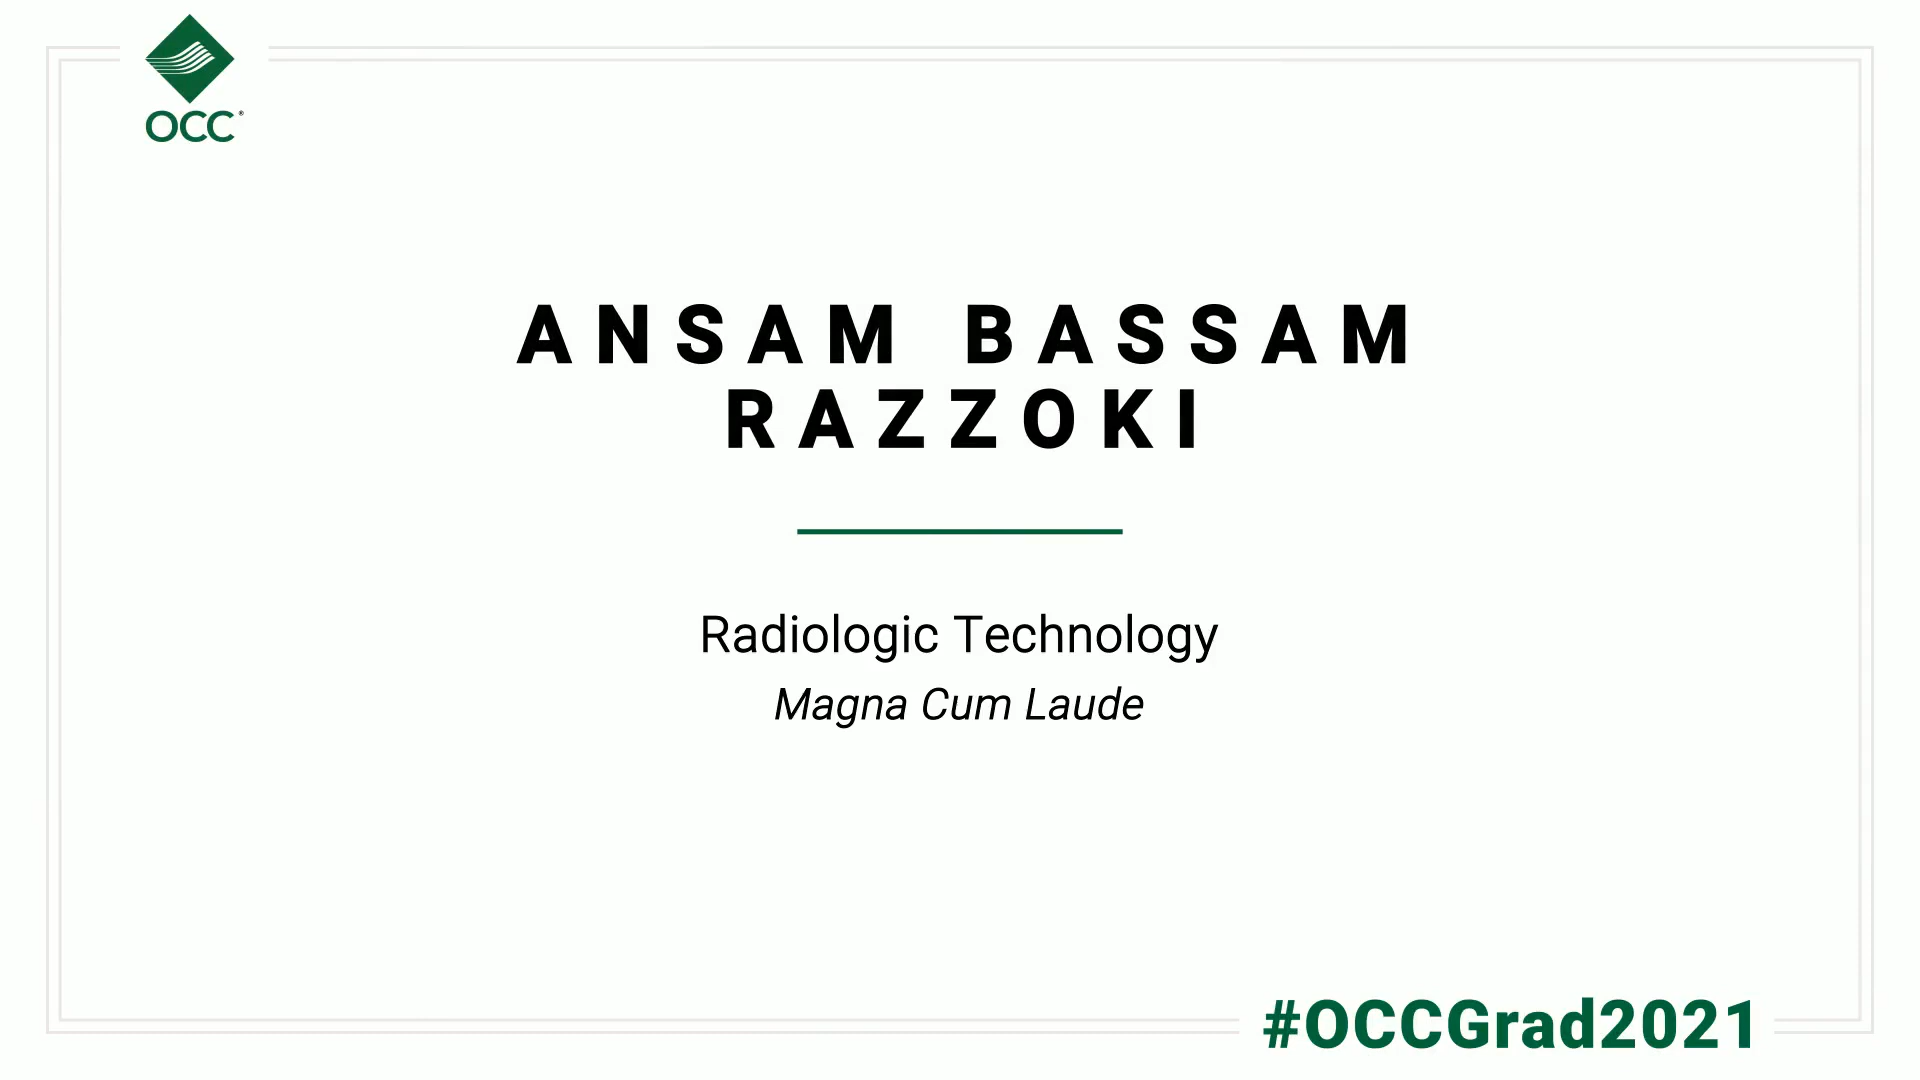 OCC®
ANSAM BASSAM
RAZZOKI
Radiologic Technology
Magna Cum Laude
#OCCGrad2021